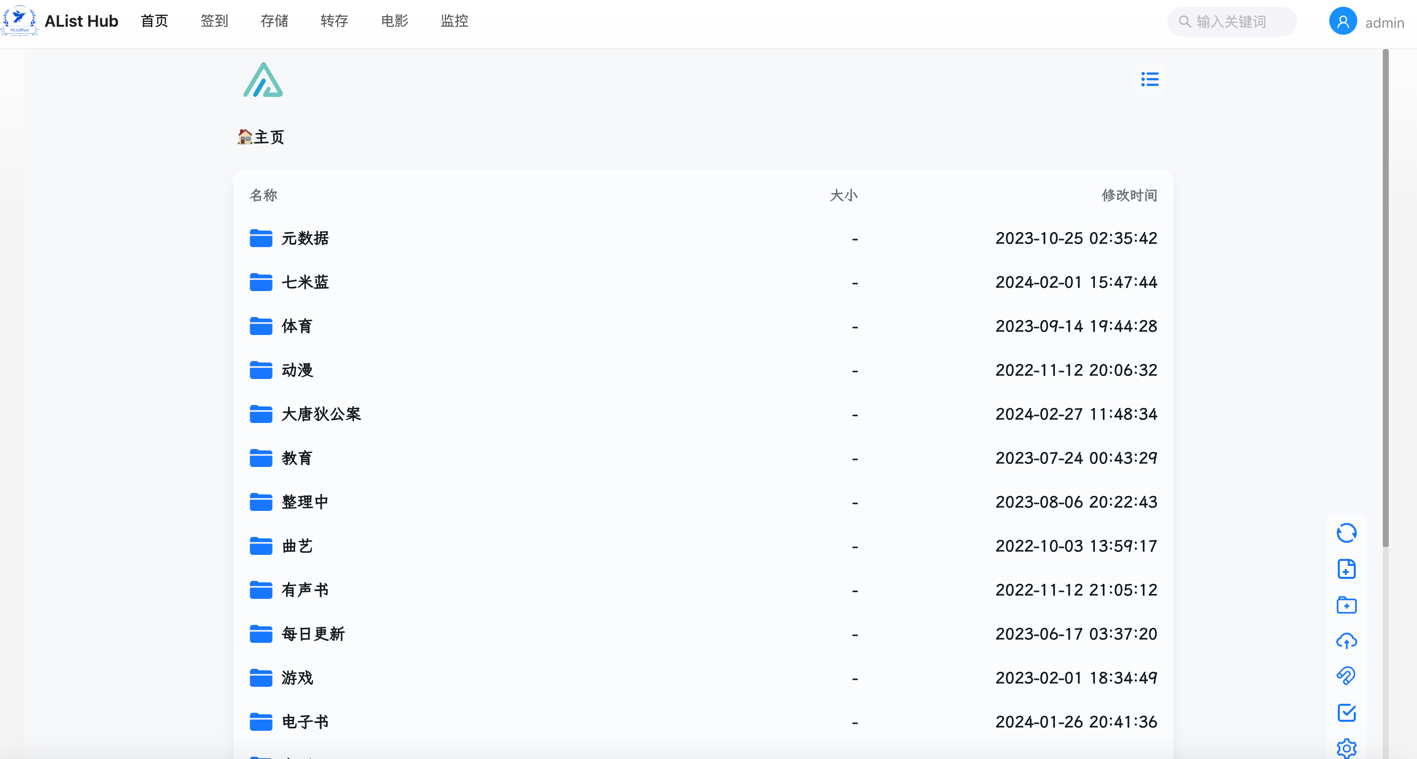 AList Hub 首页 签到 存储 转存 电影 监控 输入关键词 admin
🏠主页
名称 大小 修改时间
元数据 - 2023-10-25 02:35:42
七米蓝 - 2024-02-01 15:47:44
体育 - 2023-09-14 19:44:28
动漫 - 2022-11-12 20:06:32
大唐狄公案 - 2024-02-27 11:48:34
教育 - 2023-07-24 00:43:29
整理中 - 2023-08-06 20:22:43
曲艺 - 2022-10-03 13:59:17
有声书 - 2022-11-12 21:05:12
每日更新 - 2023-06-17 03:37:20
游戏 - 2023-02-01 18:34:49
电子书 - 2024-01-26 20:41:36